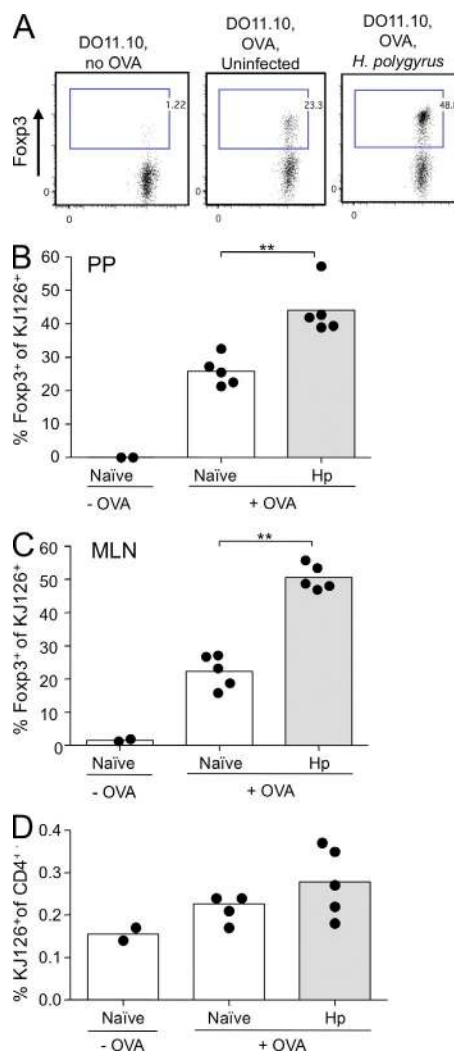 A
DO11.10,
no OVA
DO11.10,
OVA,
Uninfected
DO11.10,
OVA,
H. polygyrus
Foxp3
1.22
23.3
48.
0
0
0
0
0
0
B
PP
**
% Foxp3+ of KJ126+
60
50
40
30
20
10
0
Naïve
Naïve
Hp
- OVA
+ OVA
C
MLN
**
% Foxp3+ of KJ126+
60
50
40
30
20
10
0
Naïve
Naïve
Hp
- OVA
+ OVA
D
% KJ126+of CD4+
0.4
0.3
0.2
0.1
0.0
Naïve
Naïve
Hp
- OVA
+ OVA